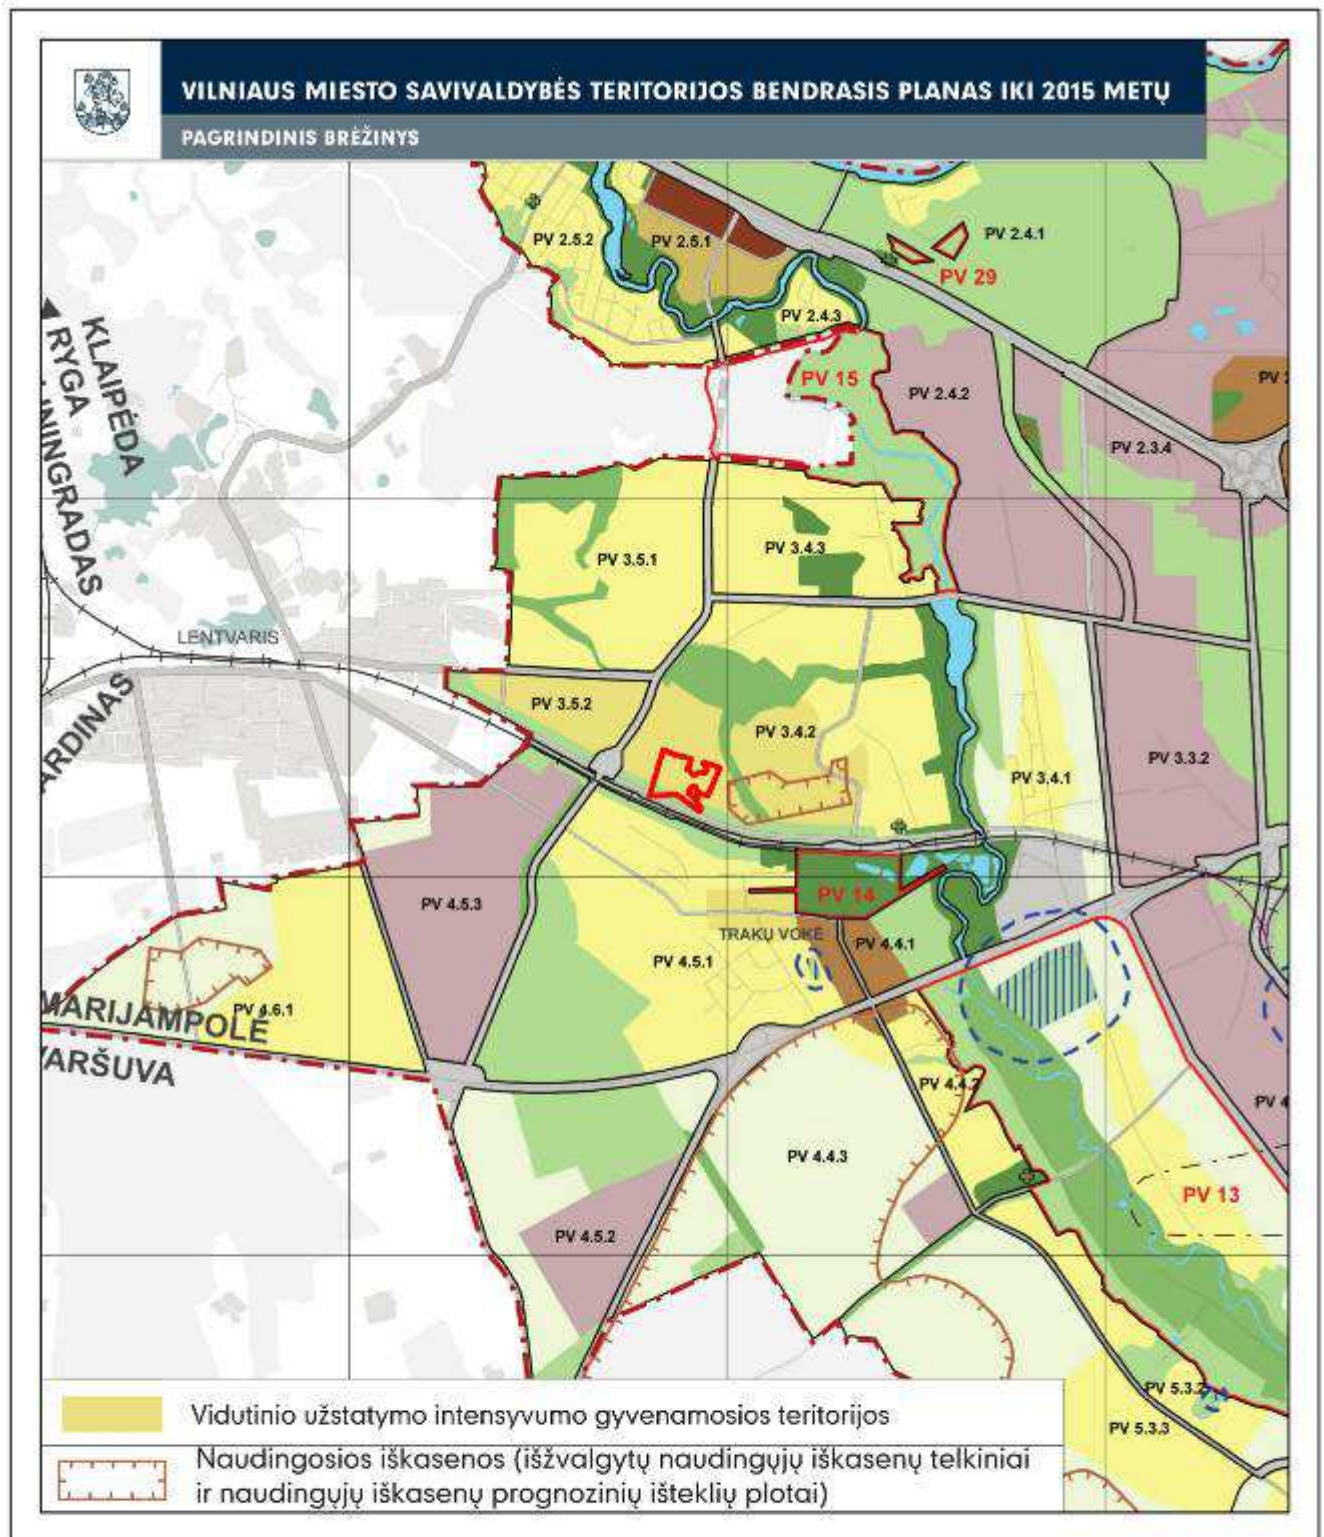 VILNIAUS MIESTO SAVIVALDYBĖS TERITORIJOS BENDRASIS PLANAS IKI 2015 METŲ
PAGRINDINIS BRĖŽINYS
PV 2.5.2
PV 2.5.1
PV 2.4.1
PV 29
PV 2.4.3
KLAIPĖDA
RYGA
PV 15
PV 2.4.2
PV 2.3.4
PV 3.5.1
PV 3.4.3
LENTVARIS
PV 3.5.2
PV 3.4.2
PV 3.3.2
PV 3.4.1
PV 4.5.3
PV 14
TRAKŲ VOKĖ
PV 4.4.1
PV 4.5.1
PV 4.6.1
MARIJAMPOLĖ
VARŠUVA
PV 4.4.2
PV 4.4.3
PV 13
PV 4.5.2
PV 5.3.2
PV 5.3.3
Vidutinio užstatymo intensyvumo gyvenamosios teritorijos
Naudingosios iškasenos (išžvalgytų naudingųjų iškasenų telkiniai
ir naudingųjų iškasenų prognozinių išteklių plotai)